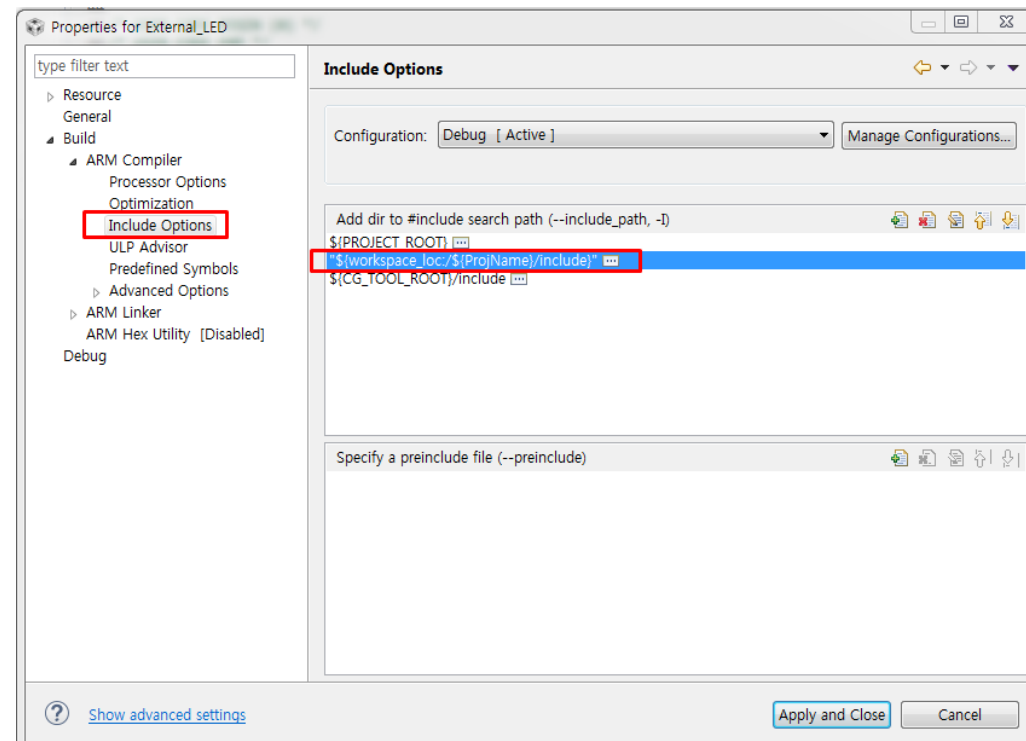 Properties for External_LED
type filter text
Include Options
Resource
General
Build
ARM Compiler
Processor Options
Optimization
Include Options
ULP Advisor
Predefined Symbols
Advanced Options
ARM Linker
ARM Hex Utility [Disabled]
Debug
Configuration: Debug [ Active ]
Manage Configurations...
Add dir to #include search path (--include_path, -I)
${PROJECT_ROOT}
"${workspace_loc:/${ProjName}/include}"
${CG_TOOL_ROOT}/include
Specify a preinclude file (--preinclude)
Show advanced settings
Apply and Close
Cancel